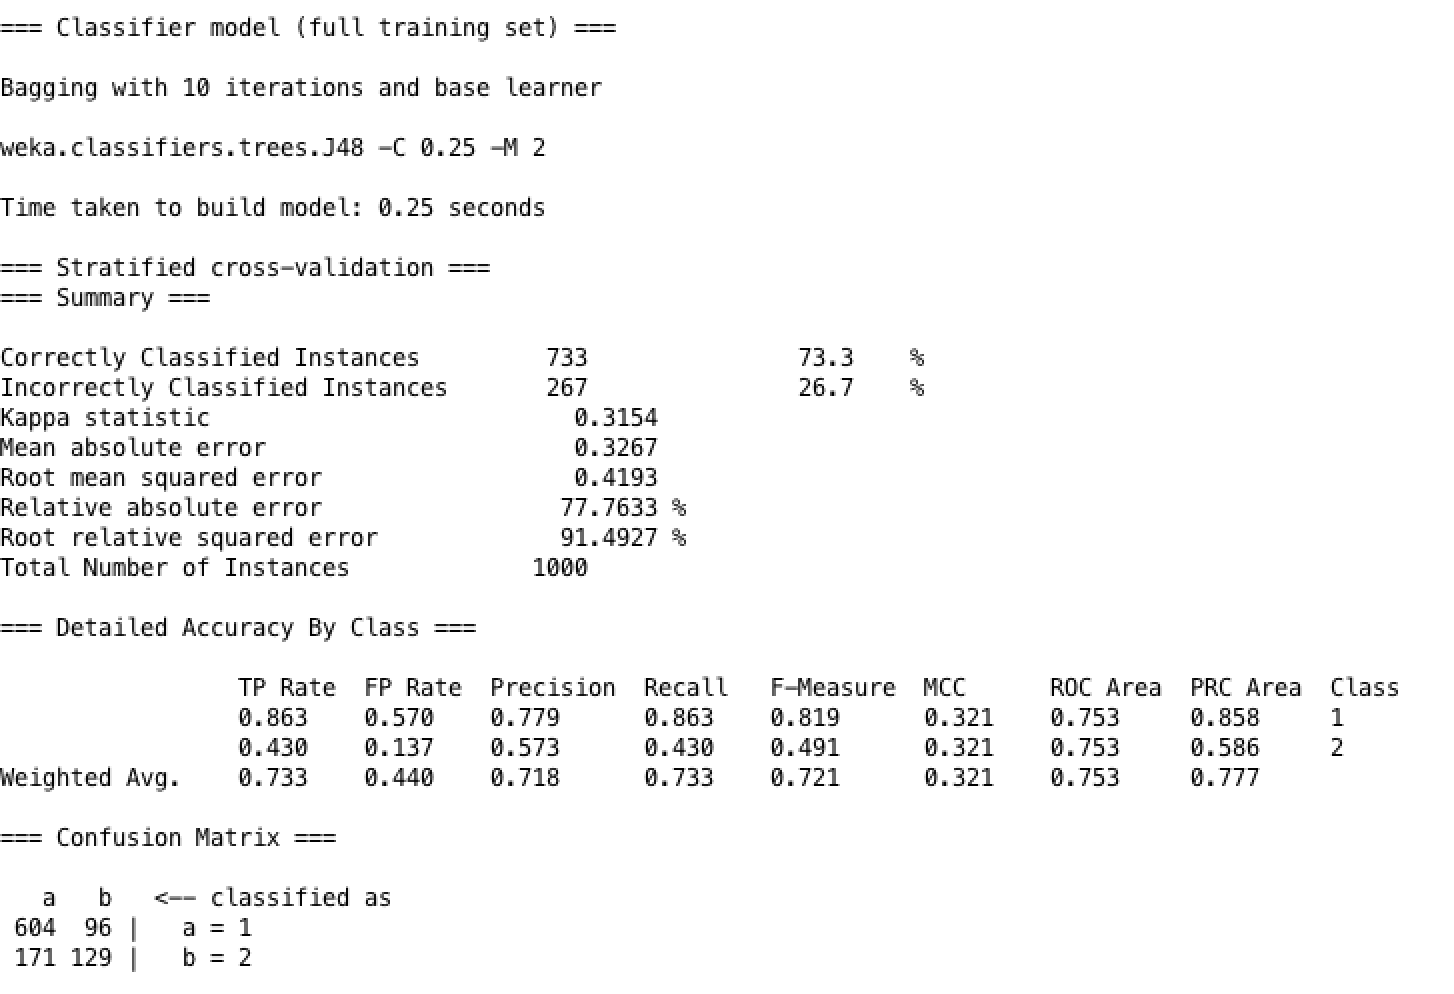 === Classifier model (full training set) ===
Bagging with 10 iterations and base learner
weka.classifiers.trees.J48 -C 0.25 -M 2
Time taken to build model: 0.25 seconds
=== Stratified cross-validation ===
=== Summary ===
Correctly Classified Instances 733 73.3 %
Incorrectly Classified Instances 267 26.7 %
Kappa statistic 0.3154
Mean absolute error 0.3267
Root mean squared error 0.4193
Relative absolute error 77.7633 %
Root relative squared error 91.4927 %
Total Number of Instances 1000
=== Detailed Accuracy By Class ===
TP Rate FP Rate Precision Recall F-Measure MCC ROC Area PRC Area Class
0.863 0.570 0.779 0.863 0.819 0.321 0.753 0.858 1
0.430 0.137 0.573 0.430 0.491 0.321 0.753 0.586 2
Weighted Avg. 0.733 0.440 0.718 0.733 0.721 0.321 0.753 0.777
=== Confusion Matrix ===
a b <-- classified as
604 96 | a = 1
171 129 | b = 2